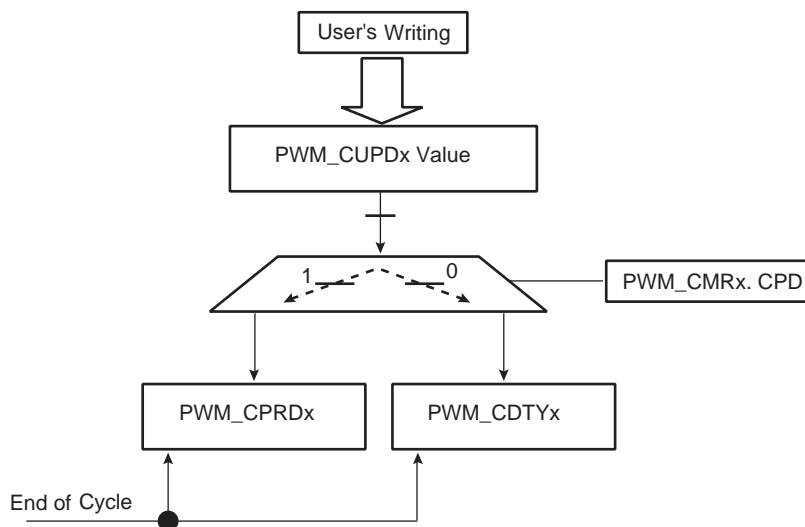 User's Writing
PWM_CUPDx Value
1
0
PWM_CMRx. CPD
PWM_CPRDx
PWM_CDTYx
End of Cycle